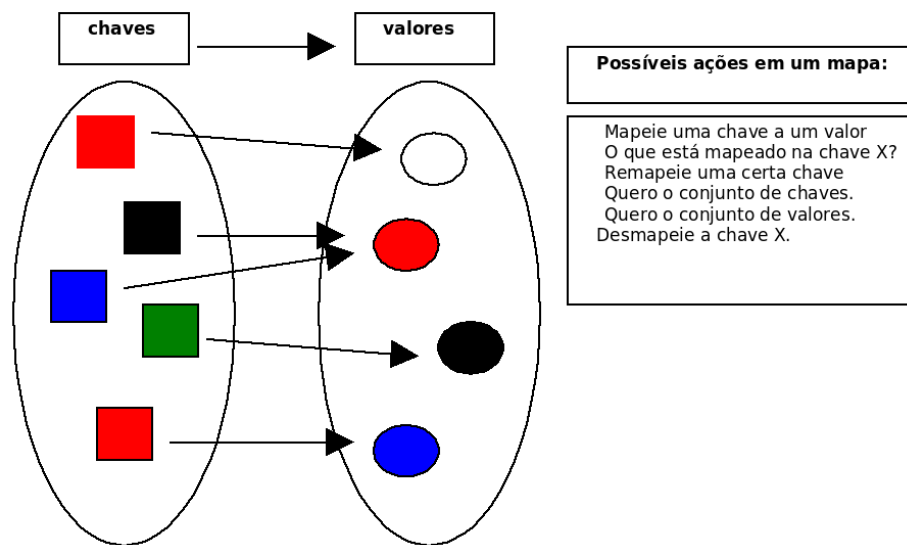 chaves
valores
Possíveis ações em um mapa:
Mapeie uma chave a um valor
O que está mapeado na chave X?
Remapeie uma certa chave
Quero o conjunto de chaves.
Quero o conjunto de valores.
Desmapeie a chave X.